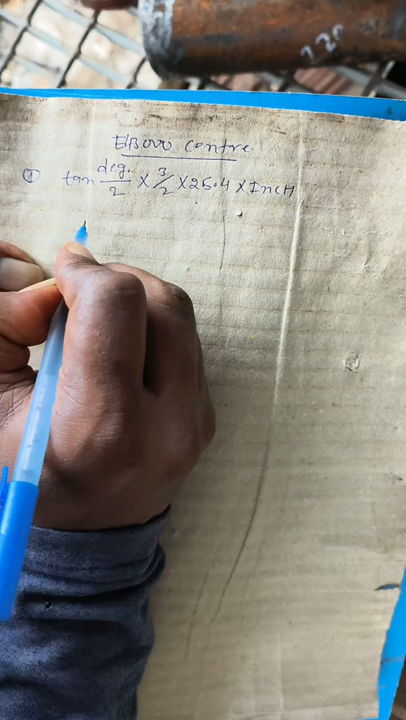 Elbow centre.
① tan deg./2 × 3/2 × 25.4 × IncH